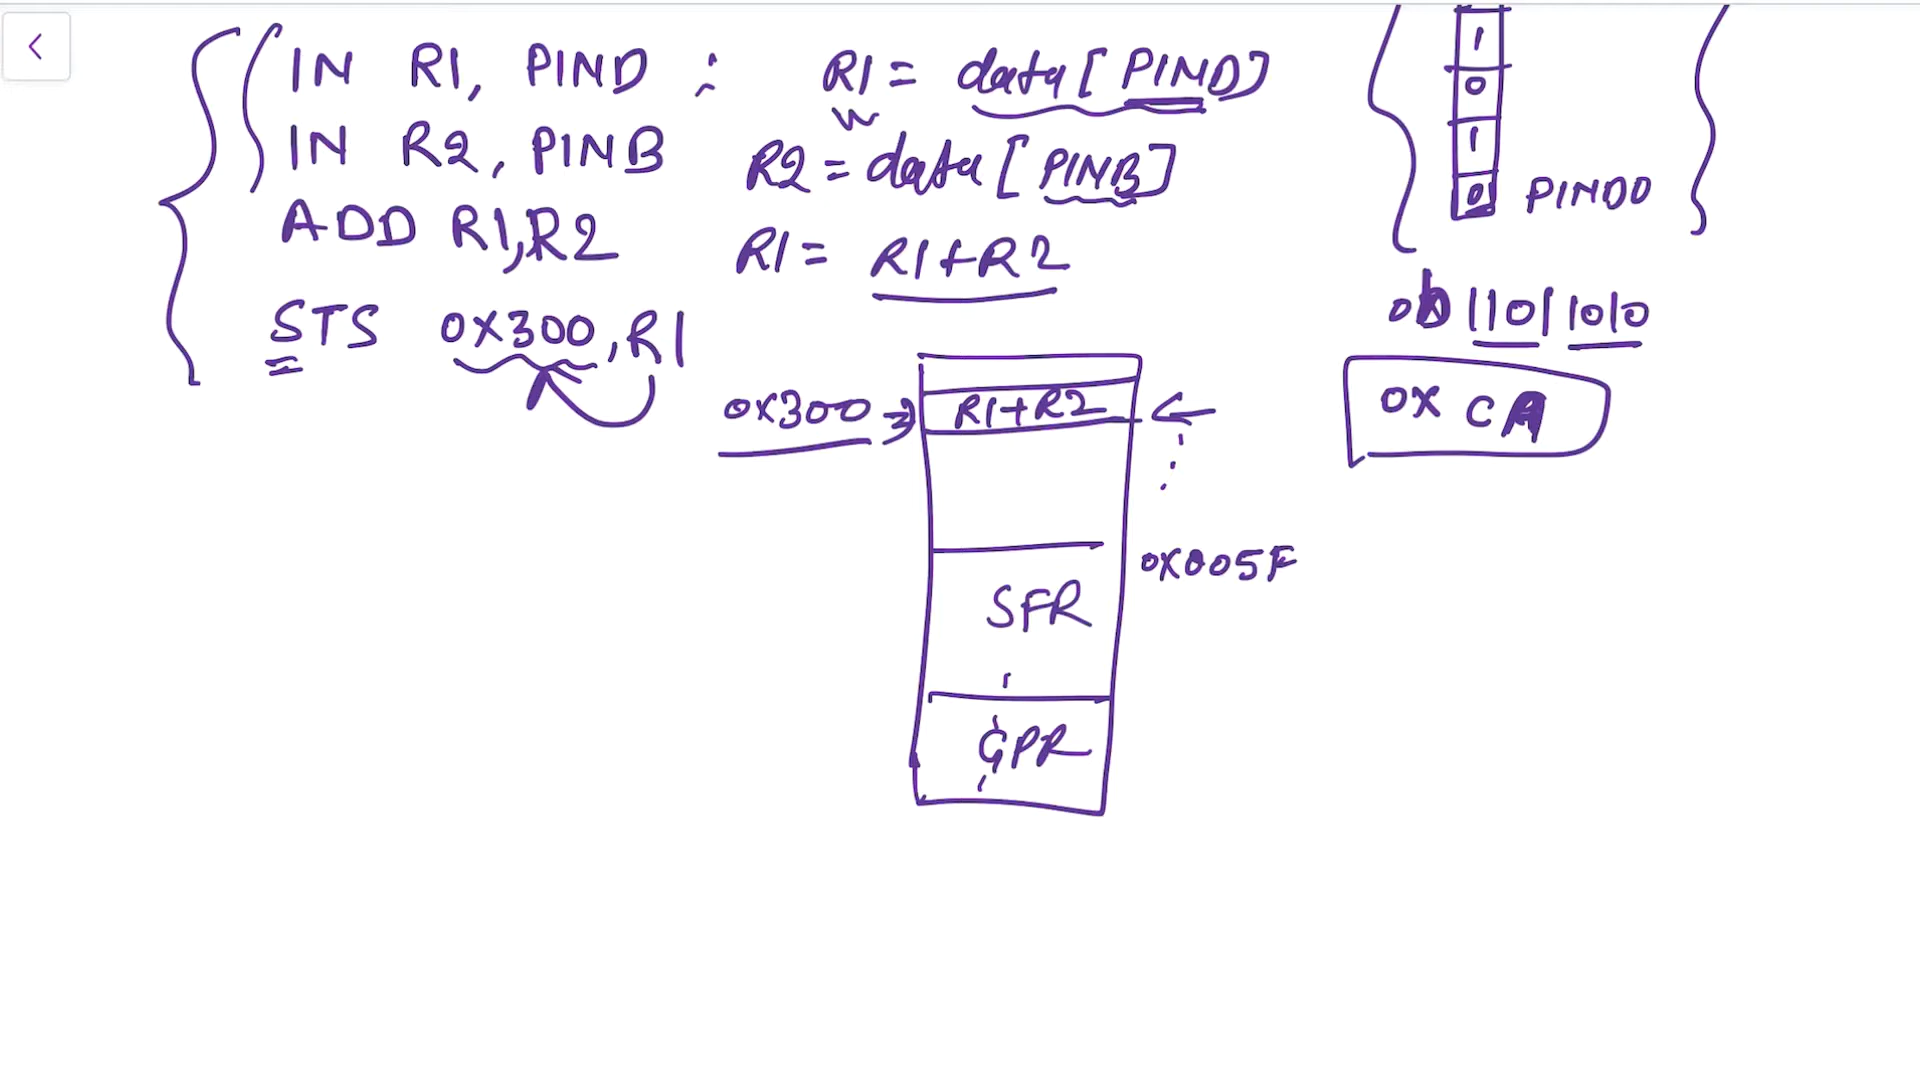 IN R1, PIND ; R1 = data [PIND]
IN R2, PINB R2 = data [PINB]
ADD R1,R2 R1 = R1+R2
STS 0X300,R1
1
0
1
0 PIND0
0b 1101 1010
0X CA
0X300 R1+R2
0X005F
SFR
GPR